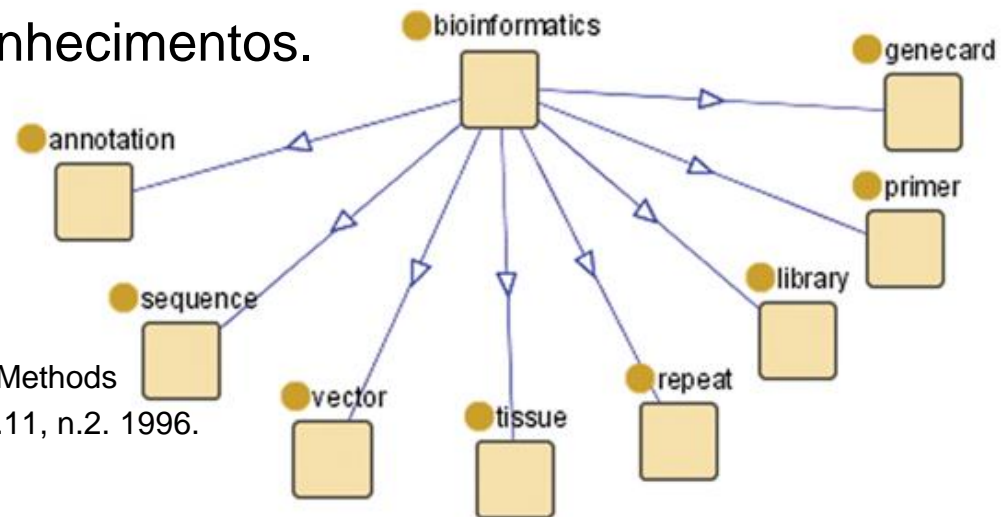 nhecimentos.
bioinformatics
genecard
annotation
primer
library
sequence
Methods
repeat
vector
tissue
.11, n.2. 1996.